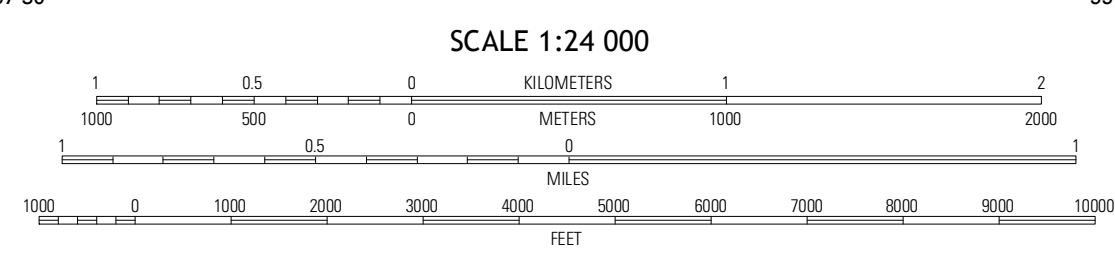 SCALE 1:24 000
1 0.5 0 KILOMETERS 1 2
1000 500 0 METERS 1000 2000
1 0.5 0 1
MILES
1000 0 1000 2000 3000 4000 5000 6000 7000 8000 9000 10000
FEET